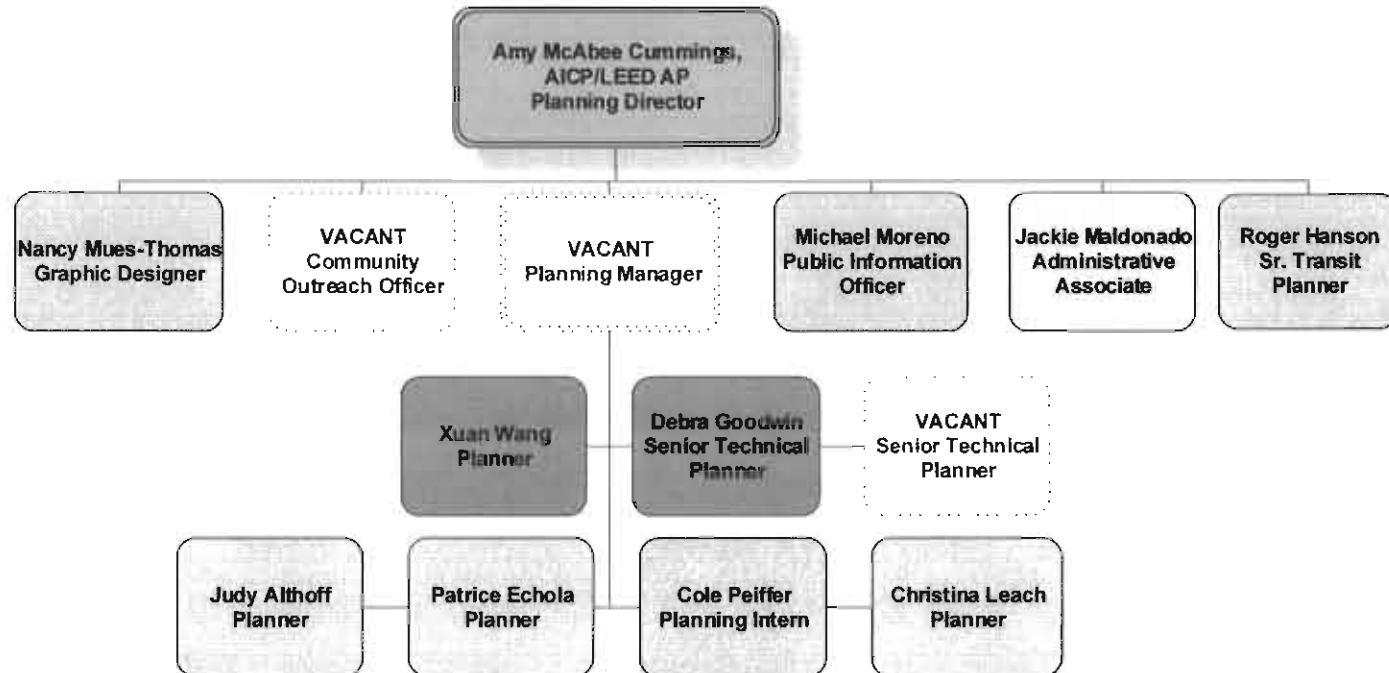 Amy McAbee Cummings,
AICP/LEED AP
Planning Director
Nancy Mues-Thomas
Graphic Designer
VACANT
Community
Outreach Officer
VACANT
Planning Manager
Michael Moreno
Public Information
Officer
Jackie Maldonado
Administrative
Associate
Roger Hanson
Sr. Transit
Planner
Xuan Wang
Planner
Debra Goodwin
Senior Technical
Planner
VACANT
Senior Technical
Planner
Judy Althoff
Planner
Patrice Echola
Planner
Cole Peiffer
Planning Intern
Christina Leach
Planner